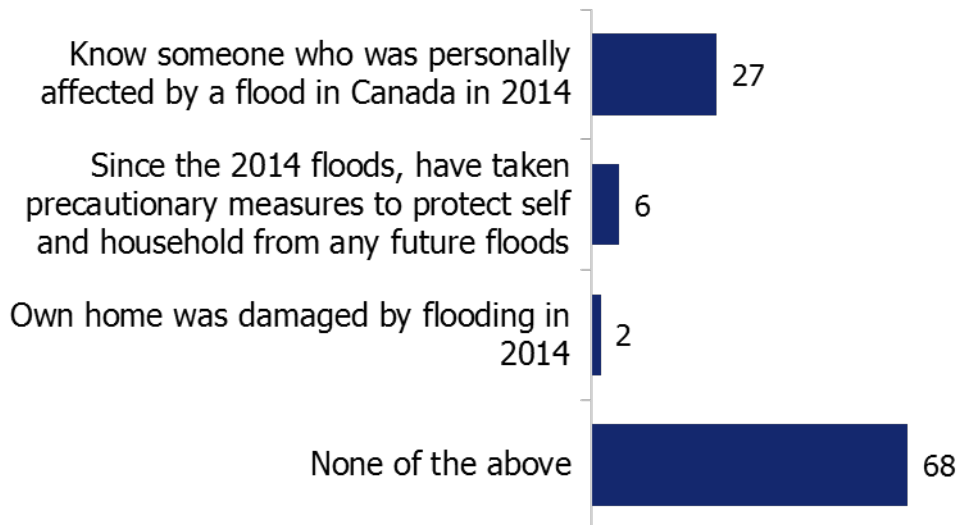 Know someone who was personally
affected by a flood in Canada in 2014
27
Since the 2014 floods, have taken
precautionary measures to protect self
and household from any future floods
6
Own home was damaged by flooding in
2014
2
None of the above
68